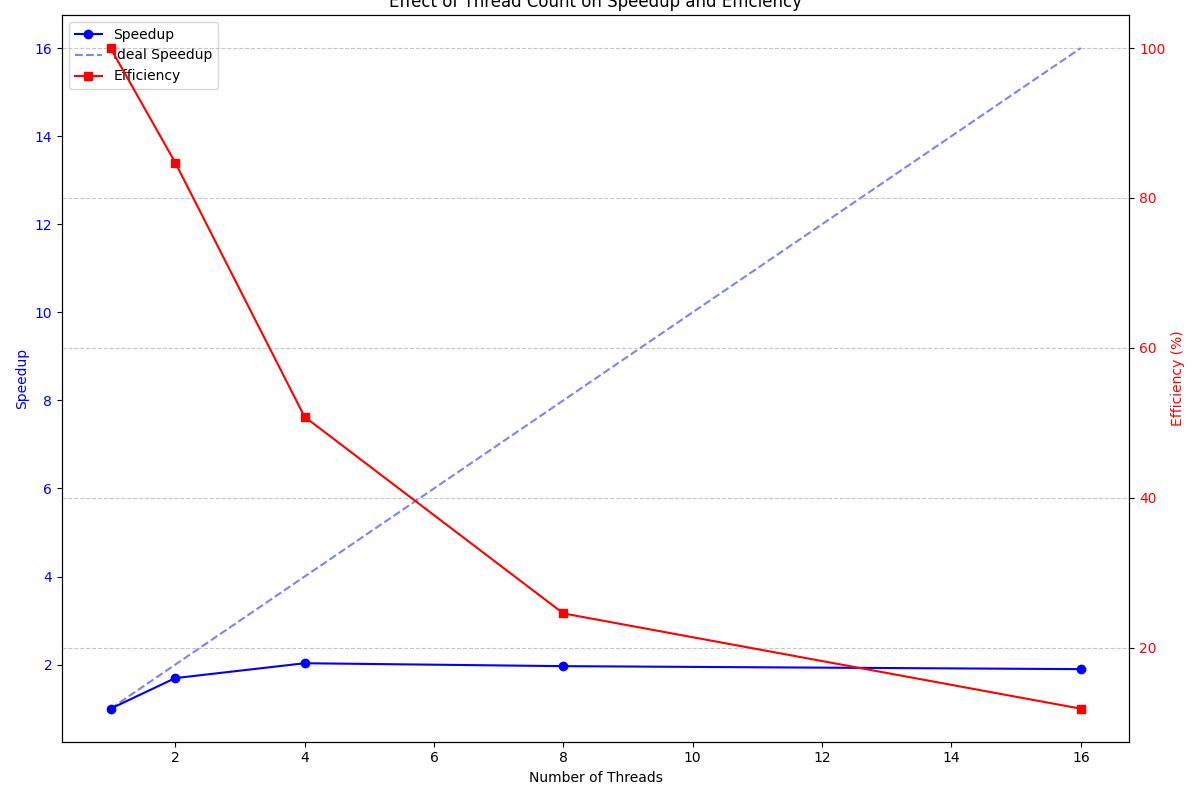 Effect of Thread Count on Speedup and Efficiency
Speedup
Ideal Speedup
Efficiency
16
14
12
10
8
6
4
2
Speedup
100
80
60
40
20
Efficiency (%)
2 4 6 8 10 12 14 16
Number of Threads